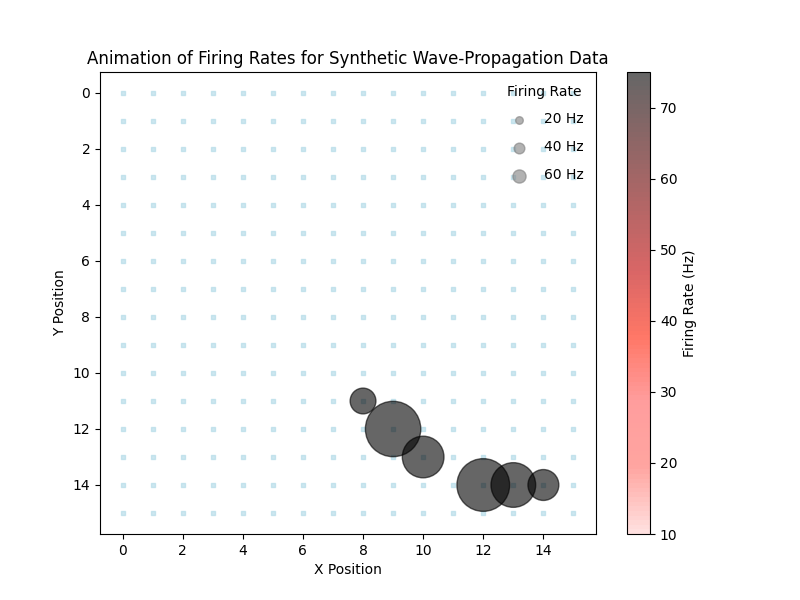 Animation of Firing Rates for Synthetic Wave-Propagation Data
Firing Rate
20 Hz
40 Hz
60 Hz
0
2
4
6
8
10
12
14
Y Position
0 2 4 6 8 10 12 14
X Position
70
60
50
40
30
20
10
Firing Rate (Hz)